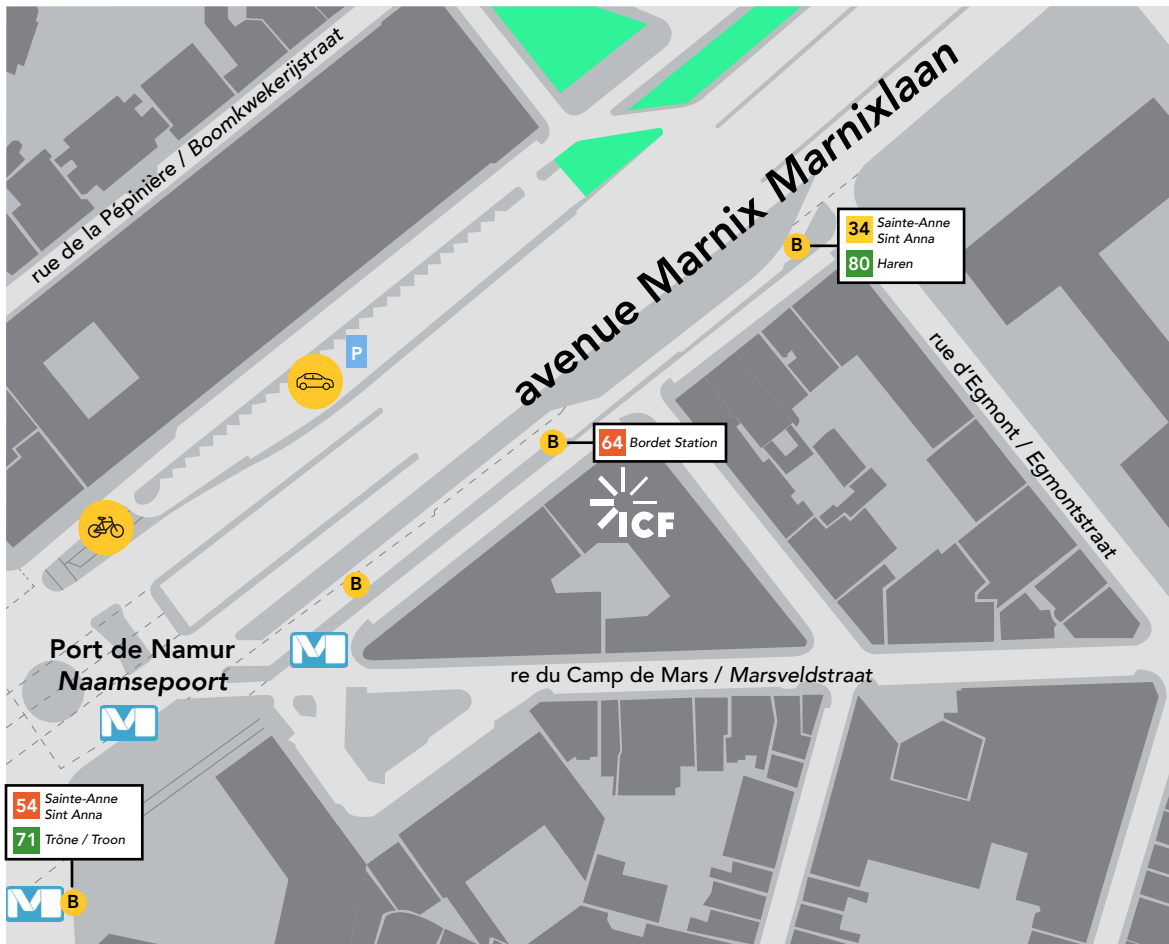 rue de la Pépinière / Boomkwekerijstraat
avenue Marnix Marnixlaan
34 Sainte-Anne
Sint Anna
80 Haren
B
P
rue d'Egmont / Egmontstraat
B
64 Bordet Station
ICF
B
Port de Namur
Naamsepoort
M
re du Camp de Mars / Marsveldstraat
M
54 Sainte-Anne
Sint Anna
71 Trône / Troon
M
B